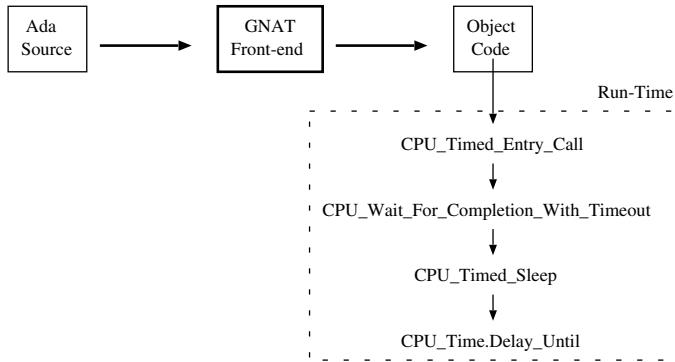 Ada
Source
GNAT
Front-end
Object
Code
Run-Time
CPU_Timed_Entry_Call
CPU_Wait_For_Completion_With_Timeout
CPU_Timed_Sleep
CPU_Time.Delay_Until